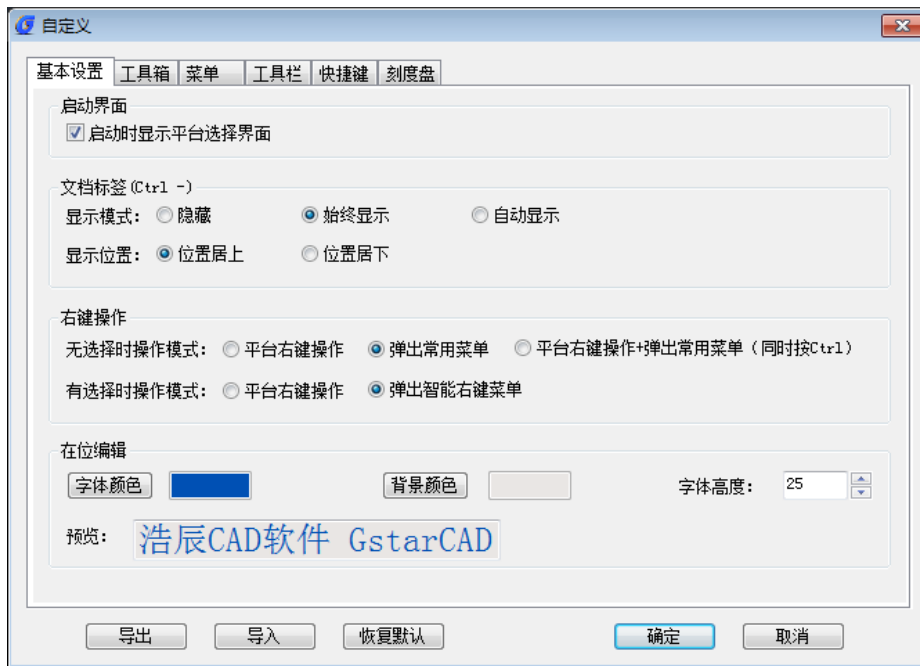 自定义
基本设置 工具箱 菜单 工具栏 快捷键 刻度盘
启动界面
启动时显示平台选择界面
文档标签(Ctrl -)
显示模式: 隐藏 始终显示 自动显示
显示位置: 位置居上 位置居下
右键操作
无选择时操作模式: 平台右键操作 弹出常用菜单 平台右键操作+弹出常用菜单(同时按Ctrl)
有选择时操作模式: 平台右键操作 弹出智能右键菜单
在位编辑
字体颜色 背景颜色 字体高度: 25
预览: 浩辰CAD软件 GstarCAD
导出 导入 恢复默认 确定 取消